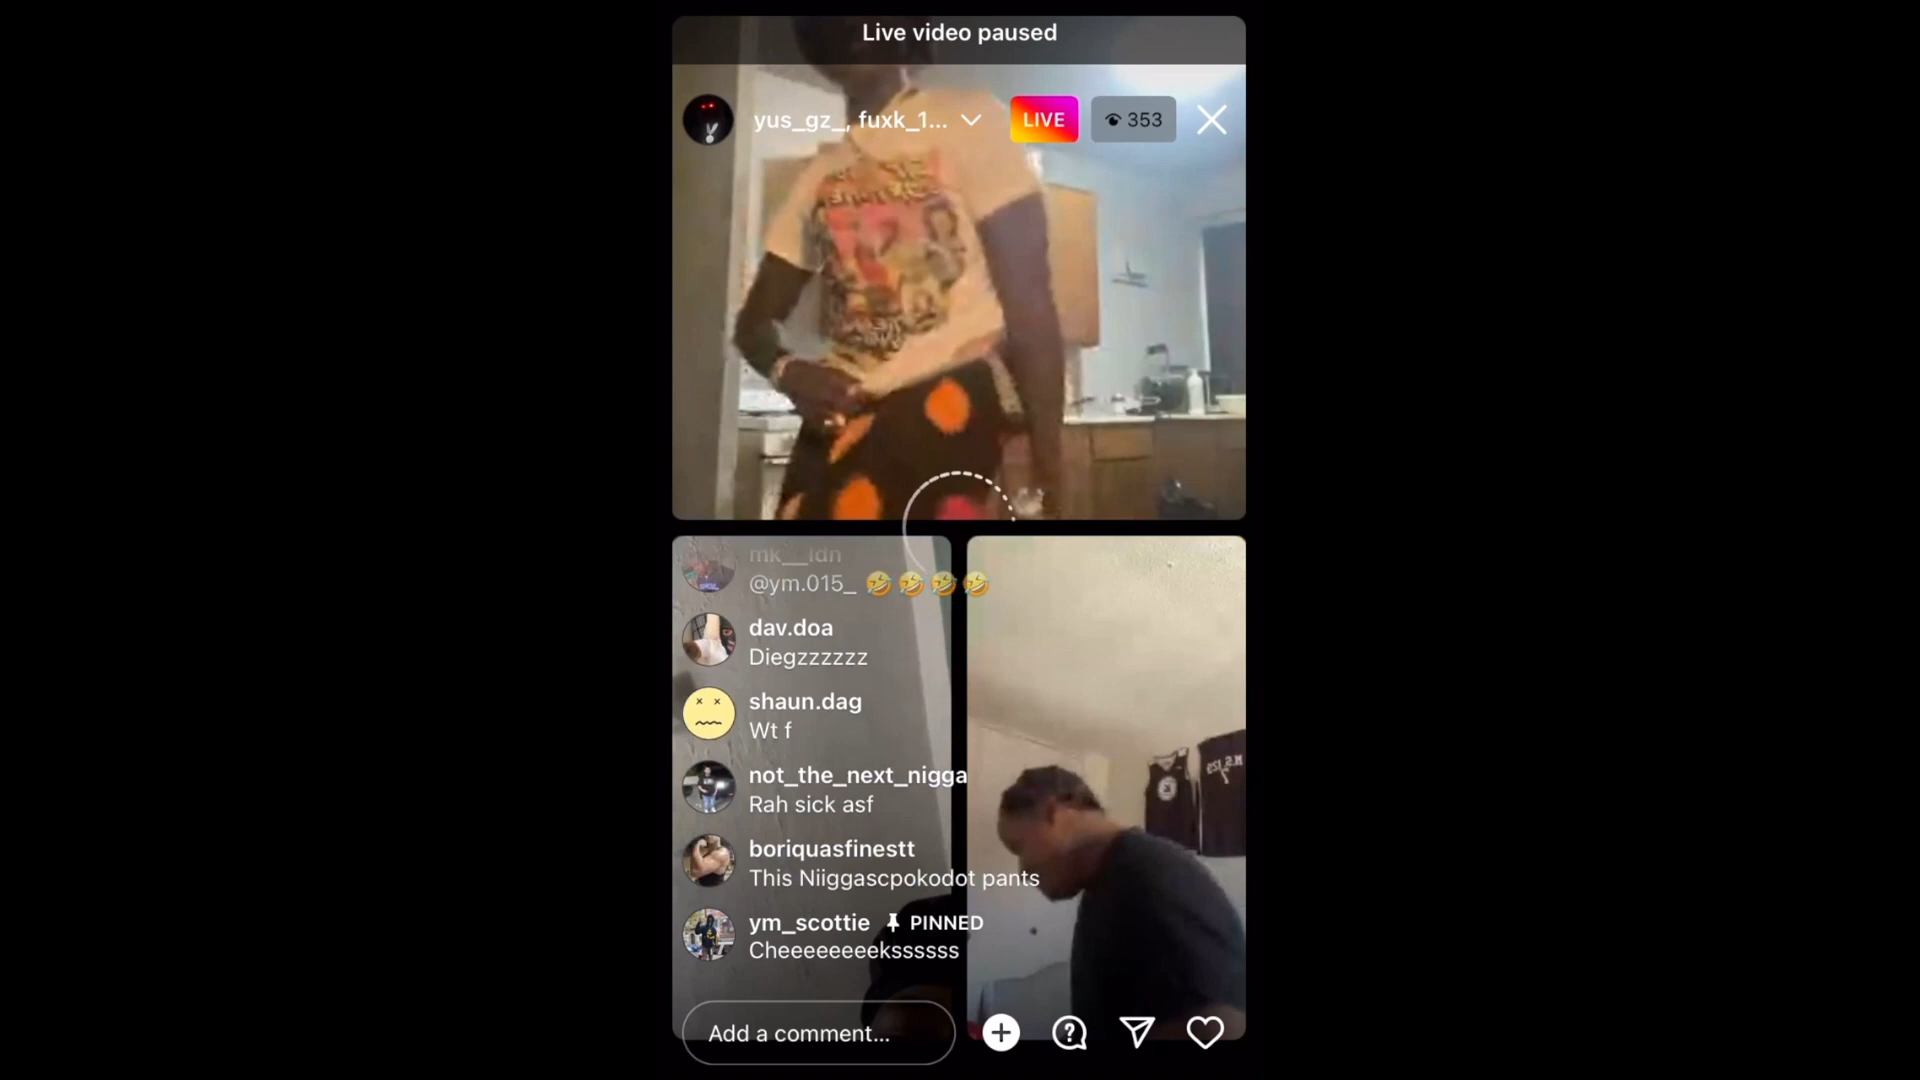 Live video paused
yus_gz_, fuxk_1...
LIVE
353
mk__ldn
@ym.015_ 🤣🤣🤣🤣
dav.doa
Diegzzzzzz
shaun.dag
Wt f
not_the_next_nigga
Rah sick asf
boriquasfinestt
This Niiggascpokodot pants
ym_scottie PINNED
Cheeeeeeeekssssss
Add a comment...